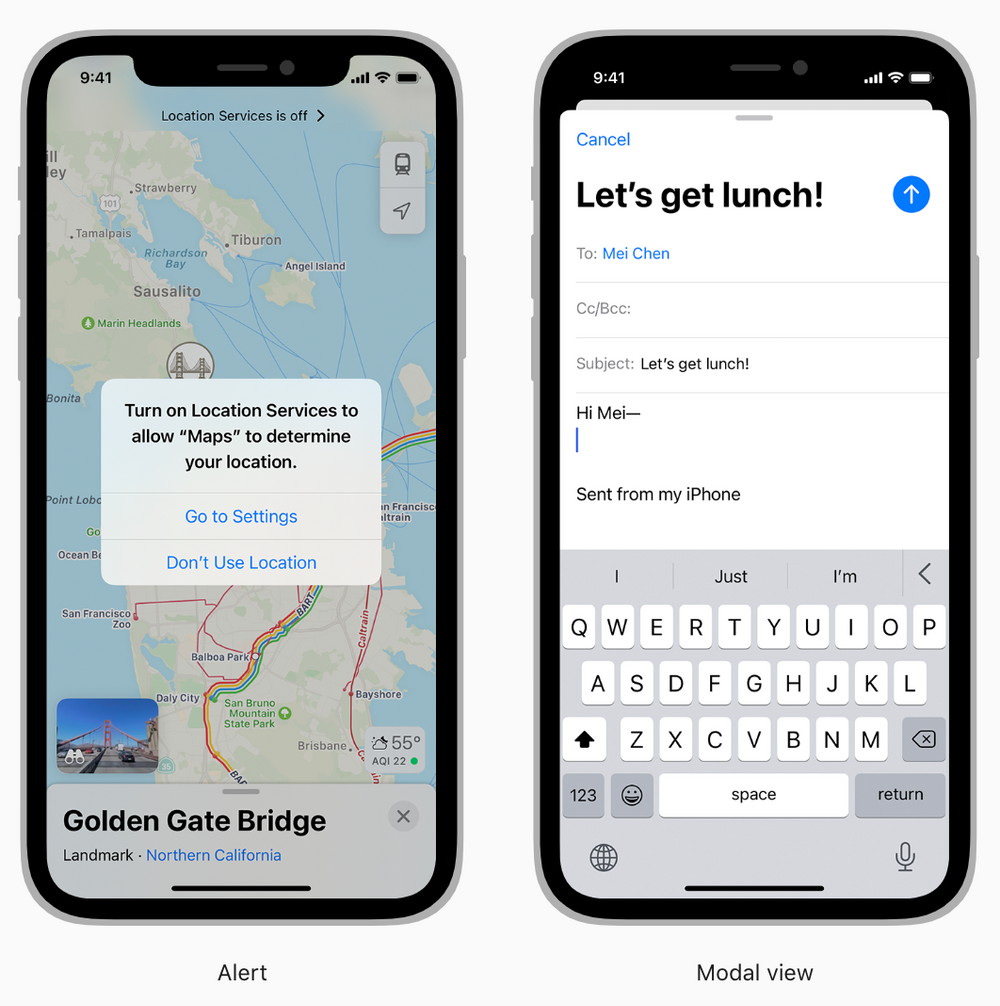 9:41
Location Services is off
ill
ley
Strawberry
101
Tamalpais
Tiburon
Richardson
Bay
Angel Island
Sausalito
Marin Headlands
Bonita
Turn on Location Services to
allow “Maps” to determine
your location.
Go to Settings
Don’t Use Location
Point Lobo
n Francisc
altrain
Go
Ocean Be
San Francisco
Zoo
BART
Caltrain
Balboa Park
Daly City
Bayshore
San Bruno
Mountain
State Park
Brisbane
55°
AQI 22
35
BAR
C
Golden Gate Bridge
Landmark · Northern California
Alert
9:41
Cancel
Let’s get lunch!
To: Mei Chen
Cc/Bcc:
Subject: Let’s get lunch!
Hi Mei—
Sent from my iPhone
I Just I’m
Q W E R T Y U I O P
A S D F G H J K L
Z X C V B N M
123 space return
Modal view